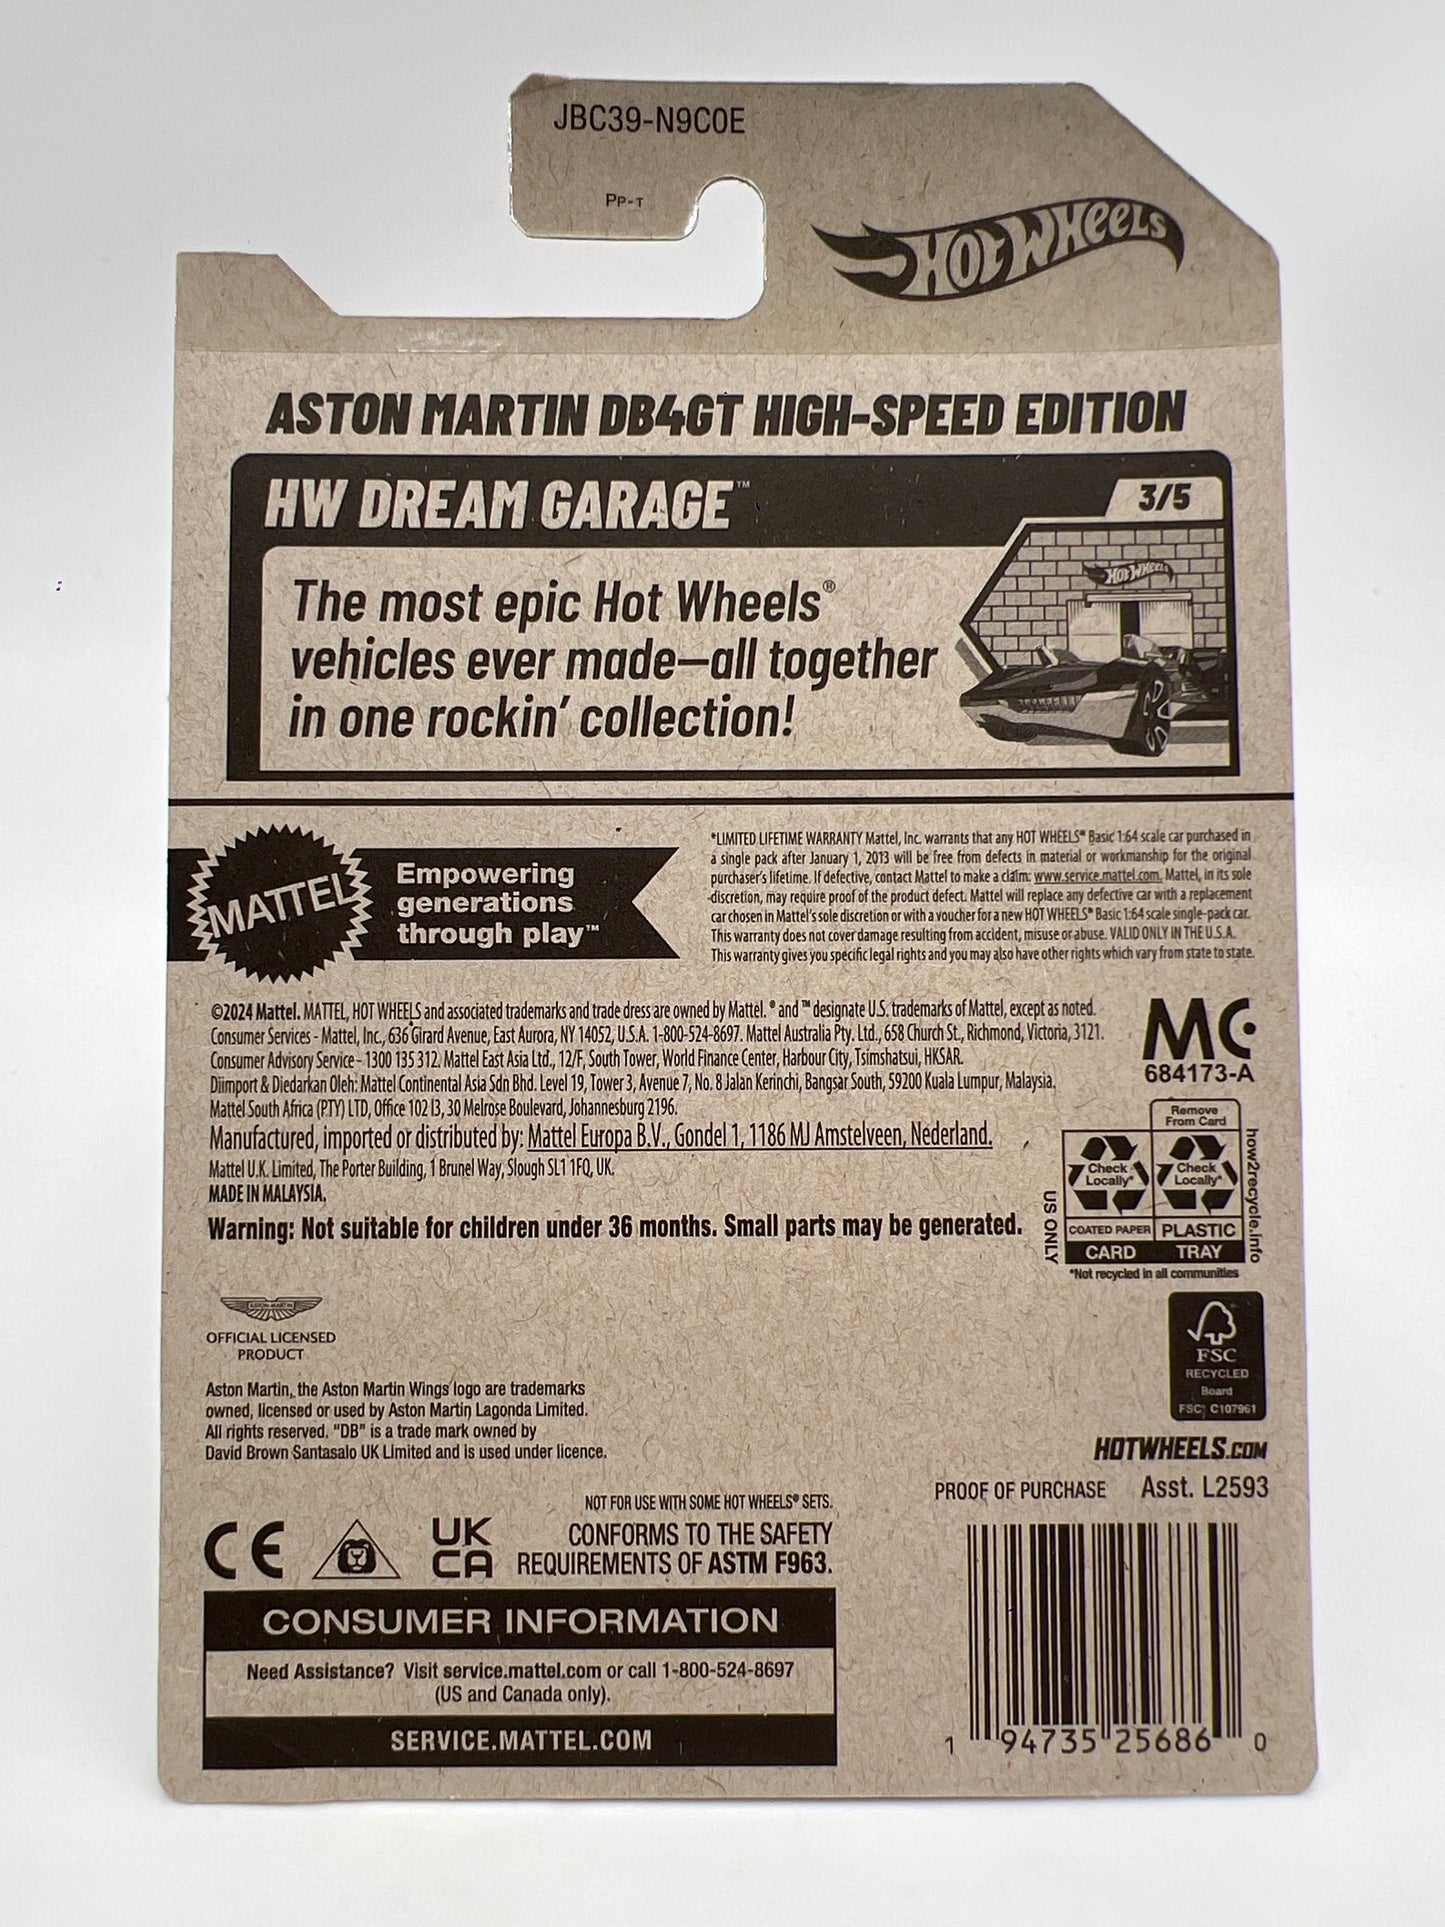 JBC39-N9C0E
PP-T
HOT WHEELS
ASTON MARTIN DB4GT HIGH-SPEED EDITION
HW DREAM GARAGE™
3/5
HOT WHEELS
The most epic Hot Wheels®
vehicles ever made—all together
in one rockin' collection!
MATTEL
Empowering
generations
through play™
*LIMITED LIFETIME WARRANTY Mattel, Inc. warrants that any HOT WHEELS® Basic 1:64 scale car purchased in
a single pack after January 1, 2013 will be free from defects in material or workmanship for the original
purchaser's lifetime. If defective, contact Mattel to make a claim: www.service.mattel.com. Mattel, in its sole
discretion, may require proof of the product defect. Mattel will replace any defective car with a replacement
car chosen in Mattel's sole discretion or with a voucher for a new HOT WHEELS® Basic 1:64 scale single-pack car.
This warranty does not cover damage resulting from accident, misuse or abuse. VALID ONLY IN THE U.S.A.
This warranty gives you specific legal rights and you may also have other rights which vary from state to state.
©2024 Mattel. MATTEL, HOT WHEELS and associated trademarks and trade dress are owned by Mattel. ® and ™ designate U.S. trademarks of Mattel, except as noted.
Consumer Services - Mattel, Inc., 636 Girard Avenue, East Aurora, NY 14052, U.S.A. 1-800-524-8697. Mattel Australia Pty. Ltd., 658 Church St., Richmond, Victoria, 3121.
Consumer Advisory Service - 1300 135 312. Mattel East Asia Ltd., 12/F, South Tower, World Finance Center, Harbour City, Tsimshatsui, HKSAR.
Diimport & Diedarkan Oleh: Mattel Continental Asia Sdn Bhd. Level 19, Tower 3, Avenue 7, No. 8 Jalan Kerinchi, Bangsar South, 59200 Kuala Lumpur, Malaysia.
Mattel South Africa (PTY) LTD, Office 102 I3, 30 Melrose Boulevard, Johannesburg 2196.
Manufactured, imported or distributed by: Mattel Europa B.V., Gondel 1, 1186 MJ Amstelveen, Nederland.
Mattel U.K. Limited, The Porter Building, 1 Brunel Way, Slough SL1 1FQ, UK.
MADE IN MALAYSIA.
Warning: Not suitable for children under 36 months. Small parts may be generated.
MC
684173-A
Remove
From Card
Check
Locally*
Check
Locally*
COATED PAPER
PLASTIC
CARD
TRAY
US ONLY
how2recycle.info
*Not recycled in all communities
FSC
RECYCLED
Board
FSC® C107961
HOTWHEELS.COM
ASTON MARTIN
OFFICIAL LICENSED
PRODUCT
Aston Martin, the Aston Martin Wings logo are trademarks
owned, licensed or used by Aston Martin Lagonda Limited.
All rights reserved. "DB" is a trade mark owned by
David Brown Santasalo UK Limited and is used under licence.
PROOF OF PURCHASE Asst. L2593
NOT FOR USE WITH SOME HOT WHEELS® SETS.
CE
UK
CA
CONFORMS TO THE SAFETY
REQUIREMENTS OF ASTM F963.
CONSUMER INFORMATION
Need Assistance? Visit service.mattel.com or call 1-800-524-8697
(US and Canada only).
SERVICE.MATTEL.COM
1 94735 25686 0